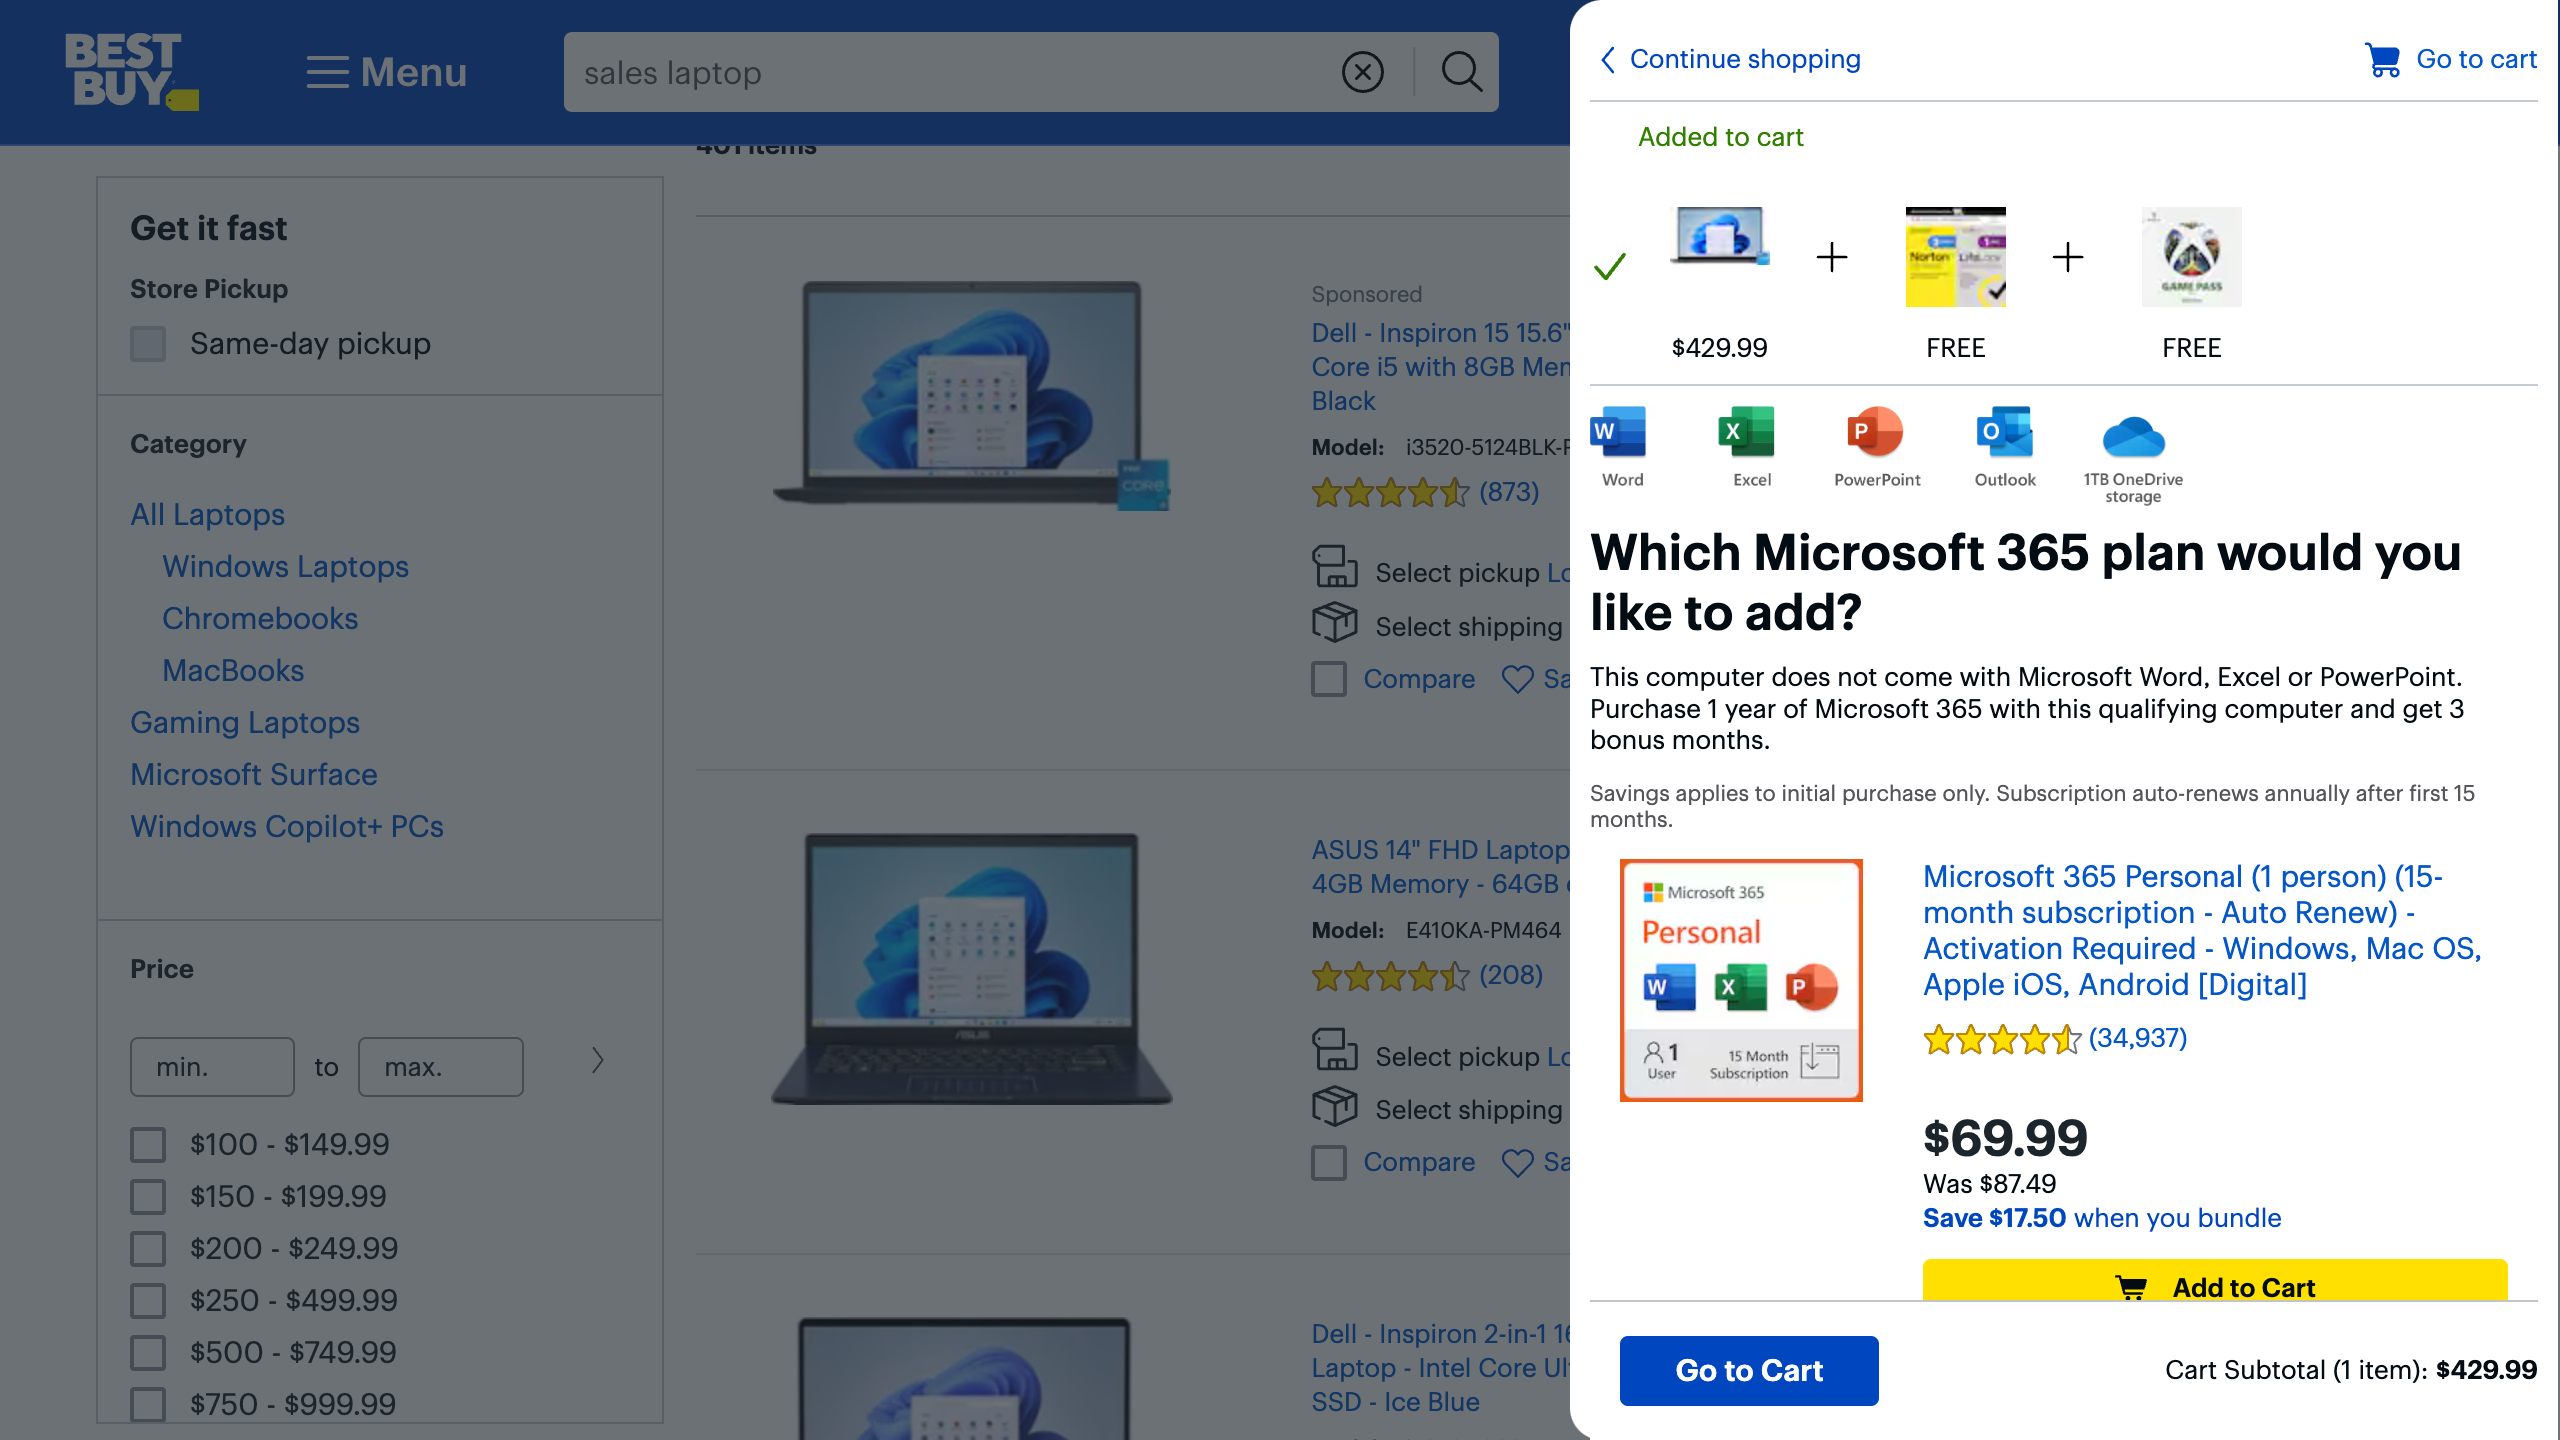 BEST
BUY
Menu
sales laptop
Get it fast
Store Pickup
Same-day pickup
Category
All Laptops
Windows Laptops
Chromebooks
MacBooks
Gaming Laptops
Microsoft Surface
Windows Copilot+ PCs
Price
min.
to
max.
$100 - $149.99
$150 - $199.99
$200 - $249.99
$250 - $499.99
$500 - $749.99
$750 - $999.99
401 items
Sponsored
Dell - Inspiron 15 15.6"
Core i5 with 8GB
Black
Model: i3520-5124BLK-
(873)
Select pickup
Select shipping
Compare
CORE
ASUS 14" FHD Laptop
4GB Memory - 64GB
Model: E410KA-PM464
(208)
Select pickup
Select shipping
Compare
ASUS
Dell - Inspiron 2-in-1
Laptop - Intel Core
SSD - Ice Blue
Continue shopping
Go to cart
Added to cart
Norton
GAME PASS
$429.99
FREE
FREE
W
X
P
O
Word
Excel
PowerPoint
Outlook
1TB OneDrive
storage
Which Microsoft 365 plan would you
like to add?
This computer does not come with Microsoft Word, Excel or PowerPoint.
Purchase 1 year of Microsoft 365 with this qualifying computer and get 3
bonus months.
Savings applies to initial purchase only. Subscription auto-renews annually after first 15
months.
Microsoft 365
Personal
W
X
P
1
User
15 Month
Subscription
Microsoft 365 Personal (1 person) (15-
month subscription - Auto Renew) -
Activation Required - Windows, Mac OS,
Apple iOS, Android [Digital]
(34,937)
$69.99
Was $87.49
Save $17.50 when you bundle
Add to Cart
Go to Cart
Cart Subtotal (1 item): $429.99